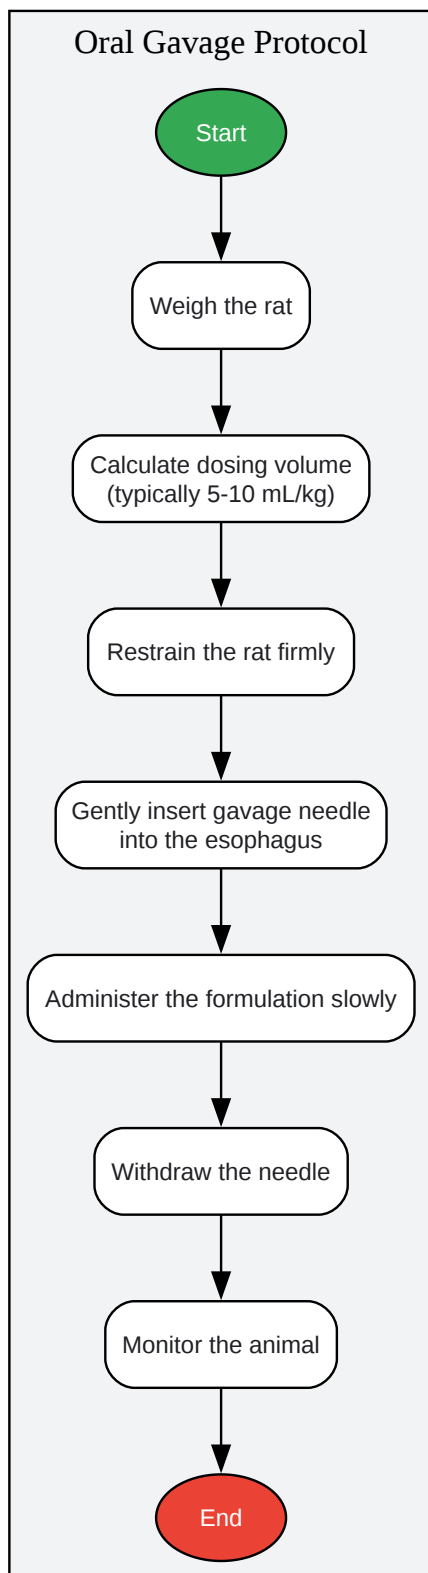 Oral Gavage Protocol
Start
Weigh the rat
Calculate dosing volume
(typically 5-10 mL/kg)
Restrain the rat firmly
Gently insert gavage needle
into the esophagus
Administer the formulation slowly
Withdraw the needle
Monitor the animal
End